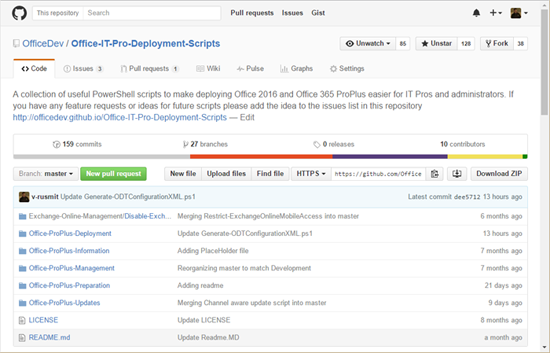 This repository Search Pull requests Issues Gist
OfficeDev / Office-IT-Pro-Deployment-Scripts Unwatch 85 Unstar 128 Fork 38
Code Issues 3 Pull requests 1 Wiki Pulse Graphs Settings
A collection of useful PowerShell scripts to make deploying Office 2016 and Office 365 ProPlus easier for IT Pros and administrators. If
you have any feature requests or ideas for future scripts please add the idea to the issues list in this repository
http://officedev.github.io/Office-IT-Pro-Deployment-Scripts — Edit
159 commits 27 branches 0 releases 10 contributors
Branch: master New pull request New file Upload files Find file HTTPS https://github.com/Office Download ZIP
v-rusmit Update Generate-ODTConfigurationXML.ps1 Latest commit dee5712 13 hours ago
Exchange-Online-Management/Disable-Exch... Merging Restrict-ExchangeOnlineMobileAccess into master 6 months ago
Office-ProPlus-Deployment Update Generate-ODTConfigurationXML.ps1 13 hours ago
Office-ProPlus-Information Adding PlaceHolder file 7 months ago
Office-ProPlus-Management Reorganizing master to match Development 7 months ago
Office-ProPlus-Preparation Adding readme 21 days ago
Office-ProPlus-Updates Merging Channel aware update script into master 9 days ago
LICENSE Update LICENSE 8 months ago
README.md Update Readme.MD a month ago